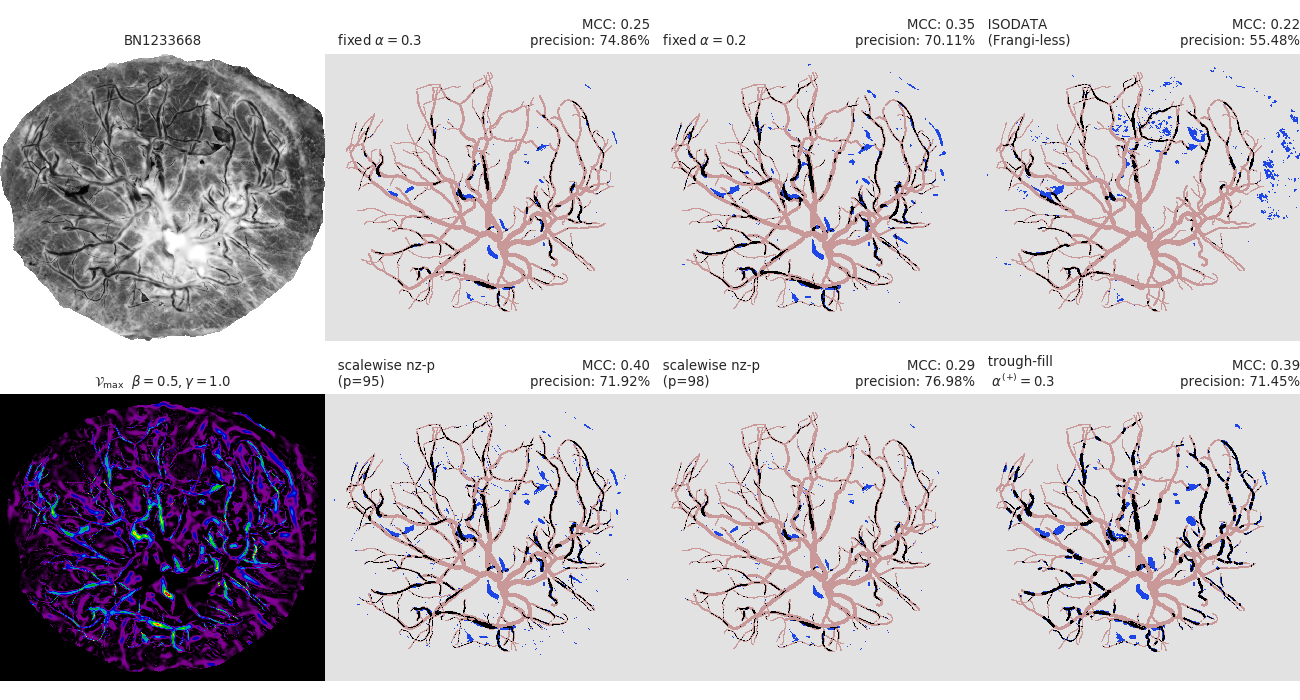 BN1233668
fixed α = 0.3
MCC: 0.25
precision: 74.86%
fixed α = 0.2
MCC: 0.35
precision: 70.11%
ISODATA
(Frangi-less)
MCC: 0.22
precision: 55.48%
𝒱max β = 0.5, γ = 1.0
scalewise nz-p
(p=95)
MCC: 0.40
precision: 71.92%
scalewise nz-p
(p=98)
MCC: 0.29
precision: 76.98%
trough-fill
α(+) = 0.3
MCC: 0.39
precision: 71.45%